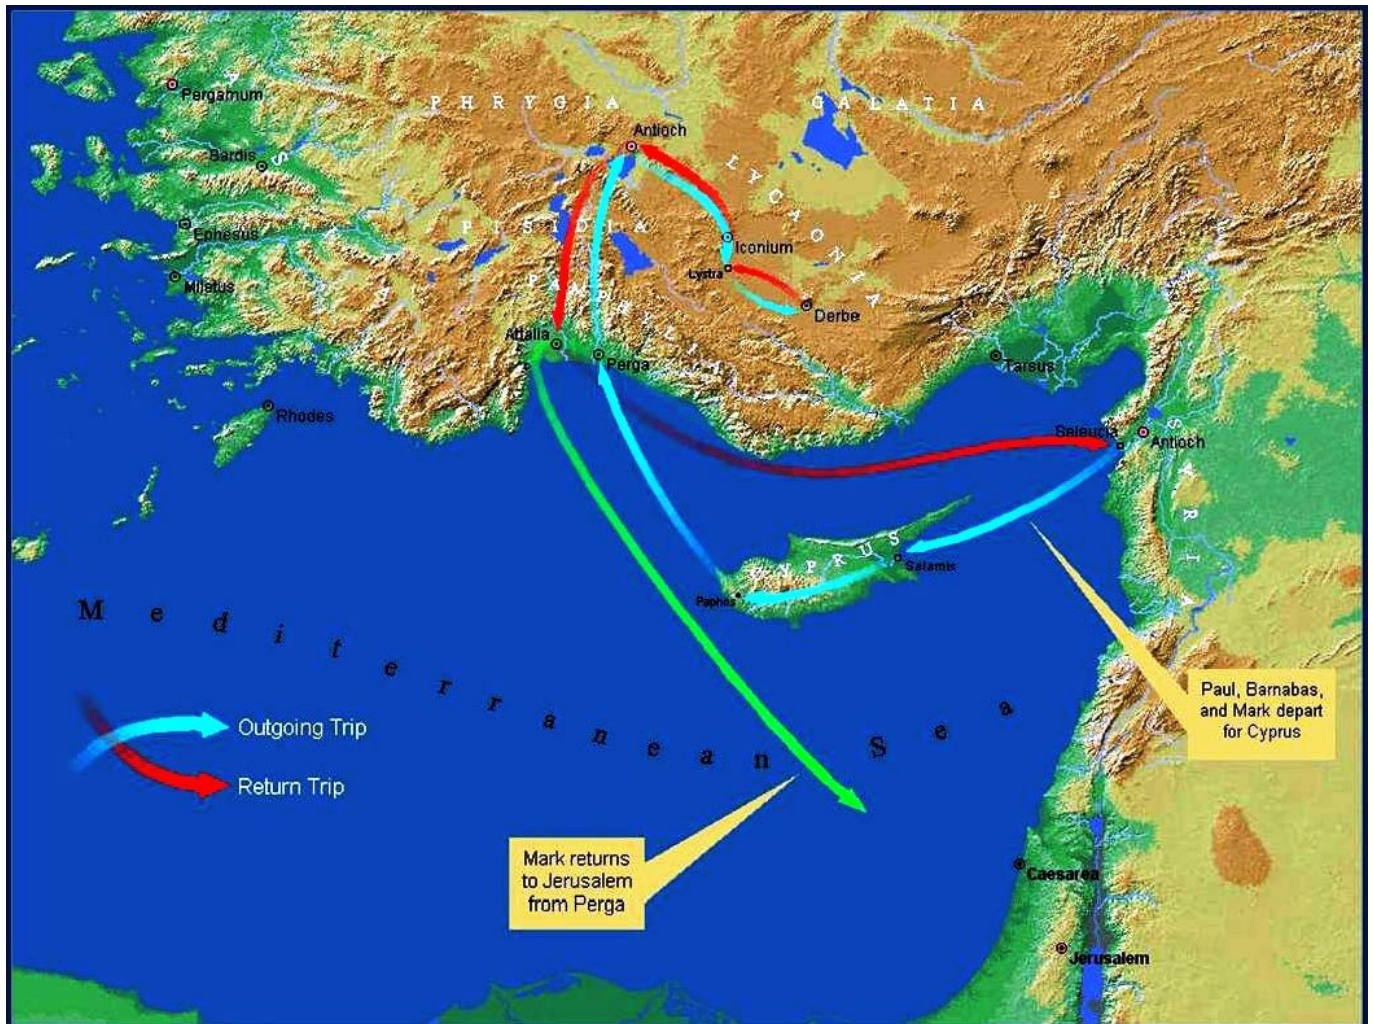 Pergamum
A S I A
PHRYGIA
GALATIA
Antioch
Bardis
LYCAONIA
Ephesus
PISIDIA
Iconium
Lystra
Miletus
PAMPHYLIA
Derbe
Attalia
Perga
Tarsus
Rhodes
Seleucia
Antioch
SYRIA
CYPRUS
Salamis
Paphos
Mediterranean Sea
Paul, Barnabas,
and Mark depart
for Cyprus
Outgoing Trip
Return Trip
Mark returns
to Jerusalem
from Perga
Caesarea
Jerusalem